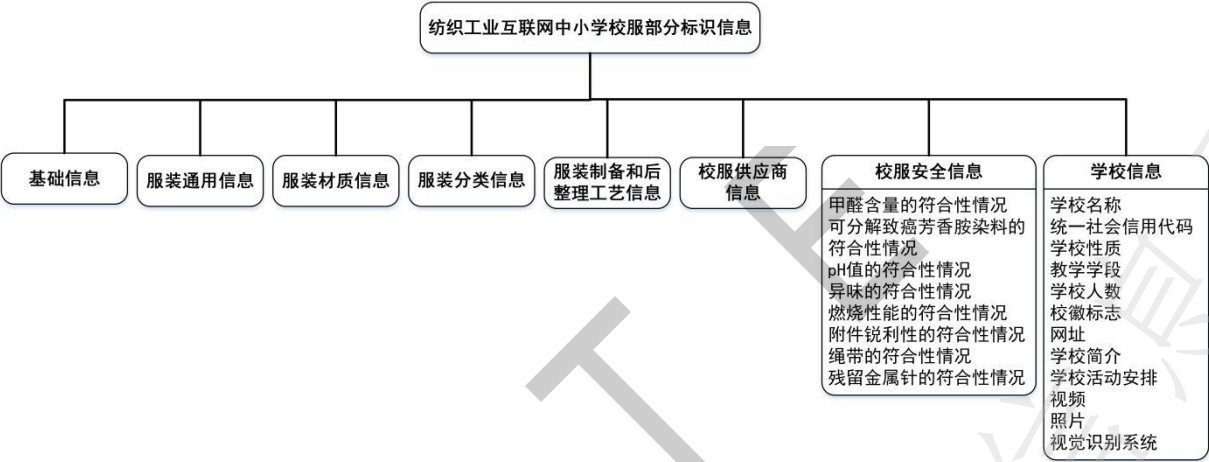 纺织工业互联网中小学校服部分标识信息
基础信息
服装通用信息
服装材质信息
服装分类信息
服装制备和后
整理工艺信息
校服供应商
信息
校服安全信息
甲醛含量的符合性情况
可分解致癌芳香胺染料的
符合性情况
pH值的符合性情况
异味的符合性情况
燃烧性能的符合性情况
附件锐利性的符合性情况
绳带的符合性情况
残留金属针的符合性情况
学校信息
学校名称
统一社会信用代码
学校性质
教学学段
学校人数
校徽标志
网址
学校简介
学校活动安排
视频
照片
视觉识别系统